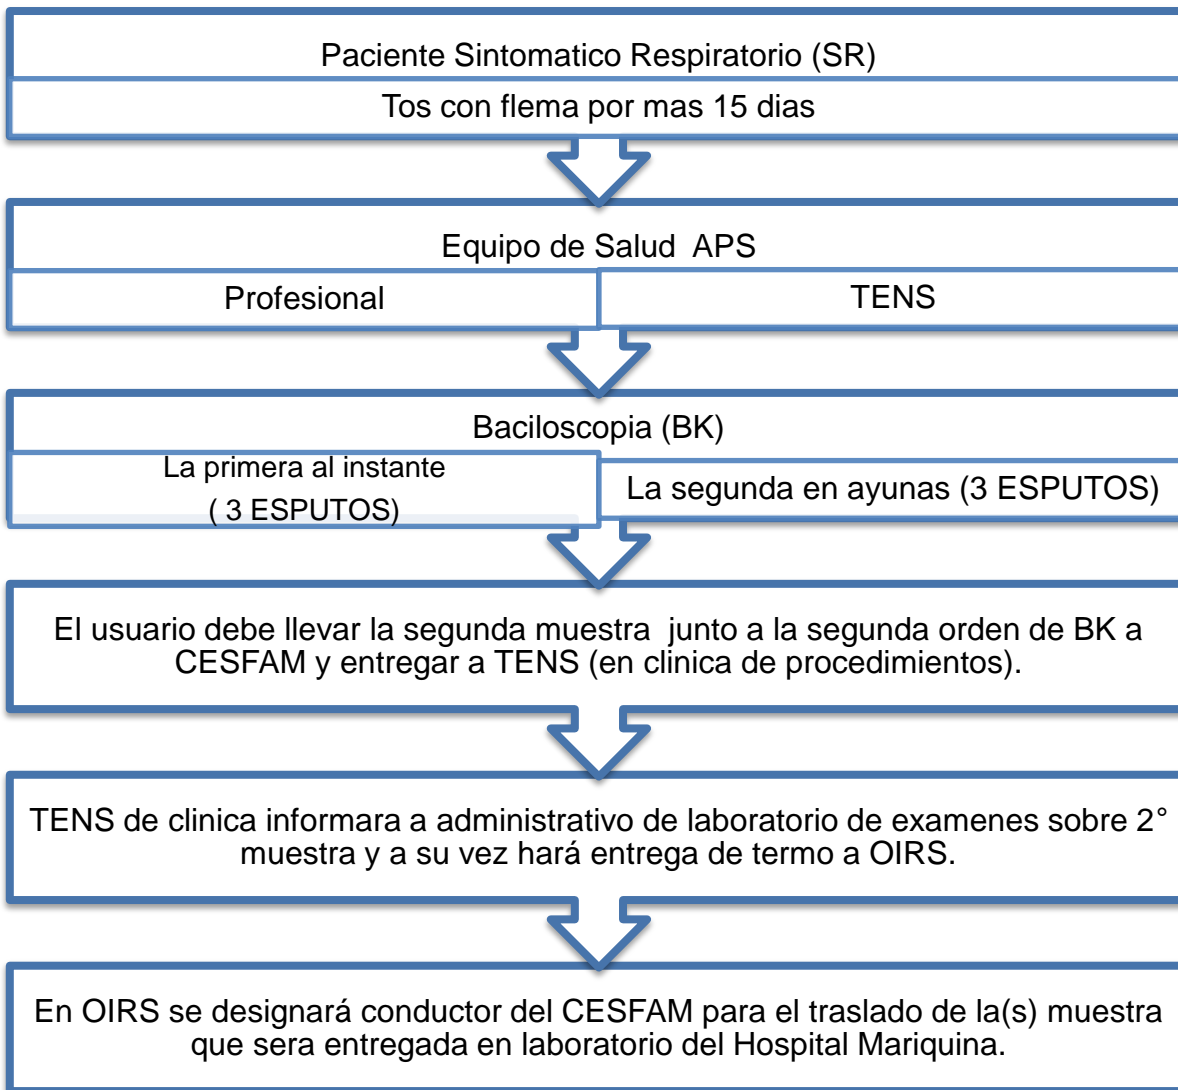 Paciente Sintomatico Respiratorio (SR)
Tos con flema por mas 15 dias
Equipo de Salud  APS
Profesional
TENS
Baciloscopia (BK)
La primera al instante
( 3 ESPUTOS)
La segunda en ayunas (3 ESPUTOS)
El usuario debe llevar la segunda muestra  junto a la segunda orden de BK a
CESFAM y entregar a TENS (en clinica de procedimientos).
TENS de clinica informara a administrativo de laboratorio de examenes sobre 2°
muestra y a su vez hará entrega de termo a OIRS.
En OIRS se designará conductor del CESFAM para el traslado de la(s) muestra
que sera entregada en laboratorio del Hospital Mariquina.